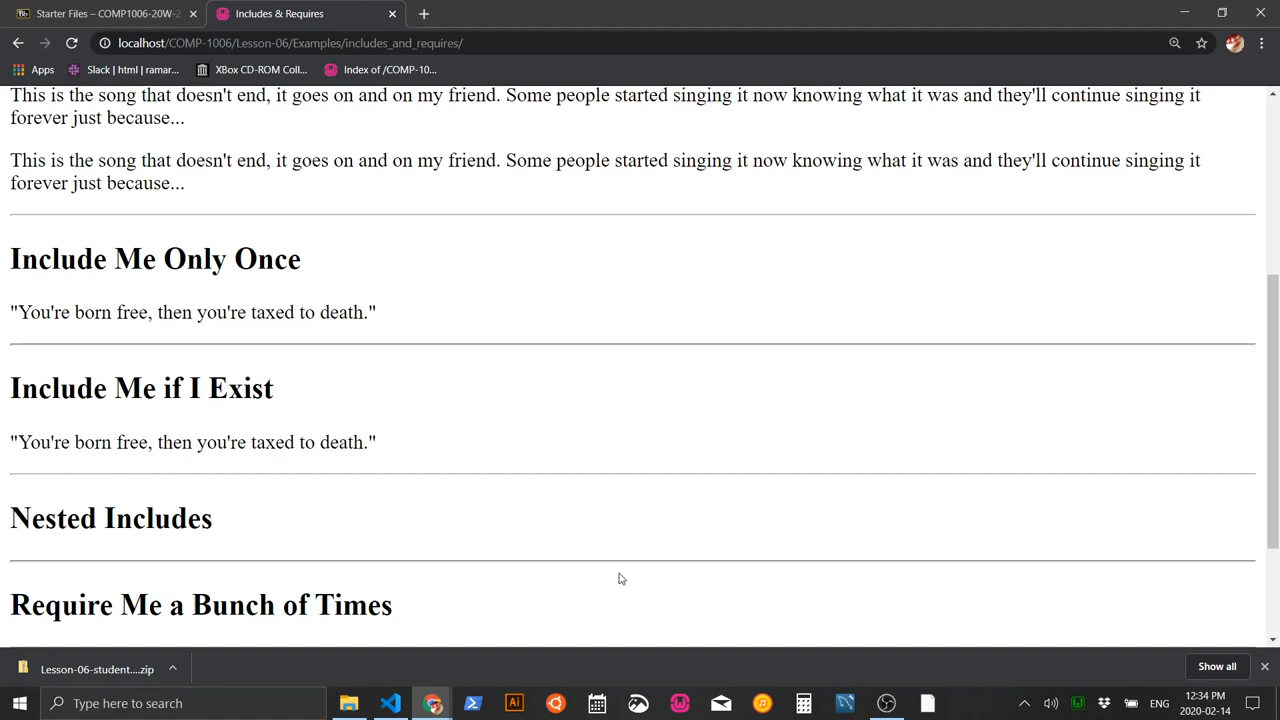 Starter Files – COMP1006-20W-2
Includes & Requires
localhost/COMP-1006/Lesson-06/Examples/includes_and_requires/
Apps
Slack | html | ramar...
XBox CD-ROM Coll...
Index of /COMP-10...
This is the song that doesn't end, it goes on and on my friend. Some people started singing it now knowing what it was and they'll continue singing it
forever just because...
This is the song that doesn't end, it goes on and on my friend. Some people started singing it now knowing what it was and they'll continue singing it
forever just because...
Include Me Only Once
"You're born free, then you're taxed to death."
Include Me if I Exist
"You're born free, then you're taxed to death."
Nested Includes
Require Me a Bunch of Times
Lesson-06-student....zip
Show all
Type here to search
Ai
ENG
12:34 PM
2020-02-14